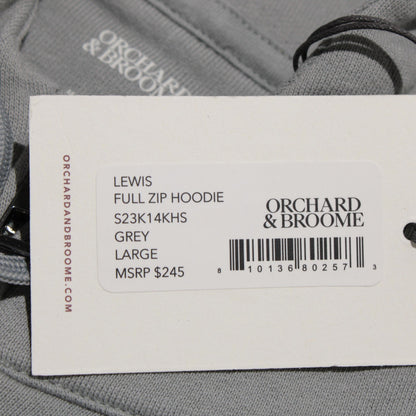 ORCHARD
& BROOME
ORCHARDANDBROOME.COM
LEWIS
FULL ZIP HOODIE
S23K14KHS
GREY
LARGE
MSRP $245
ORCHARD
& BROOME
8 10136 80257 3